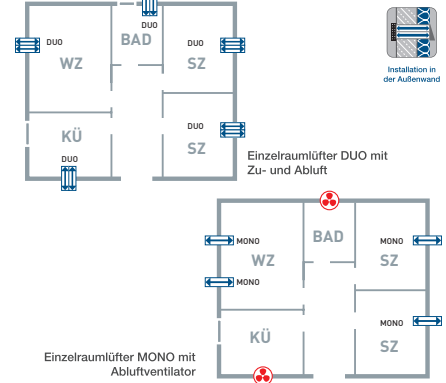 DUO
BAD
DUO
WZ
DUO
SZ
Installation in
der Außenwand
KÜ
DUO
SZ
DUO
Einzelraumlüfter DUO mit
Zu- und Abluft
MONO
WZ
BAD
MONO
SZ
MONO
MONO
KÜ
SZ
Einzelraumlüfter MONO mit
Abluftventilator